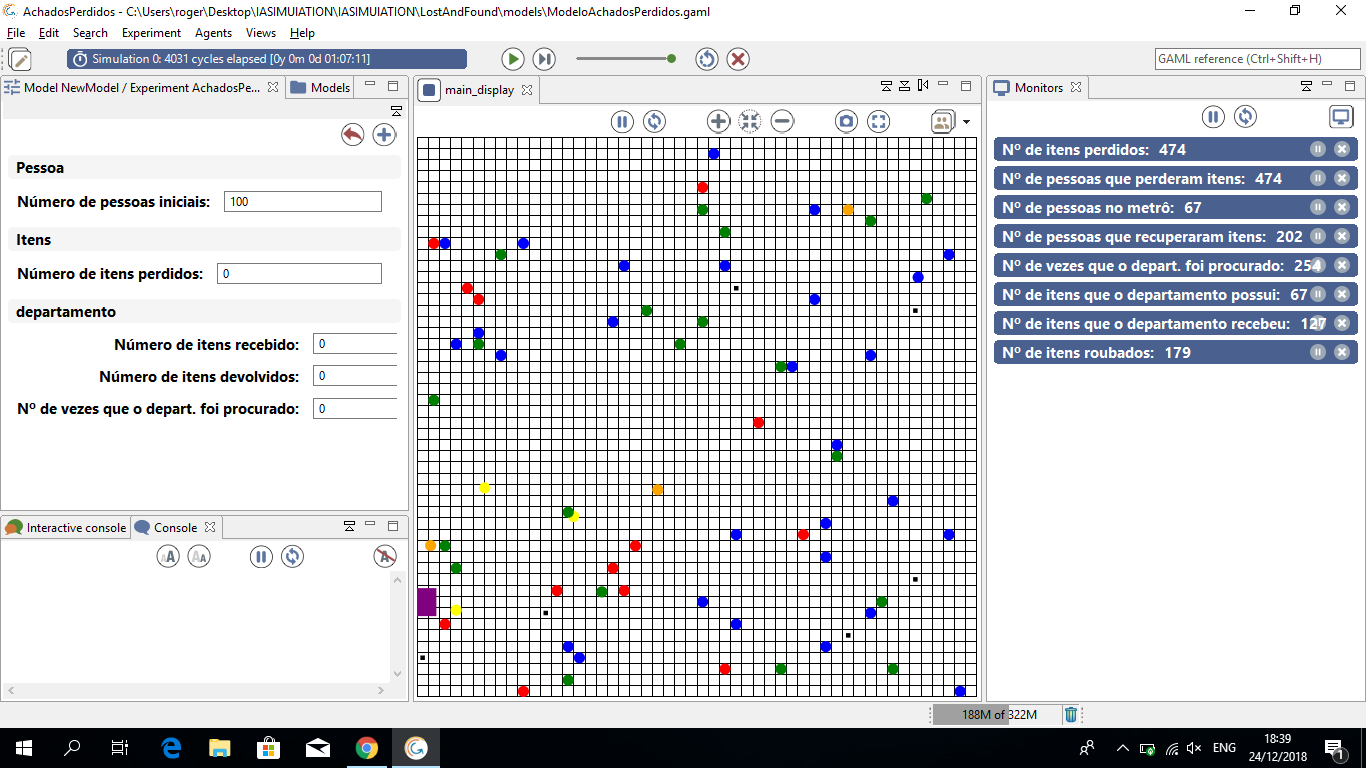 AchadosPerdidos - C:\Users\roger\Desktop\IASIMUlATION\IASIMUlATION\LostAndFound\models\ModeloAchadosPerdidos.gaml
File Edit Search Experiment Agents Views Help
Simulation 0: 4031 cycles elapsed [0y 0m 0d 01:07:11]
GAML reference (Ctrl+Shift+H)
Model NewModel / Experiment AchadosPe...
Models
Pessoa
Número de pessoas iniciais: 100
Itens
Número de itens perdidos: 0
departamento
Número de itens recebido: 0
Número de itens devolvidos: 0
Nº de vezes que o depart. foi procurado: 0
Interactive console
Console
main_display
Monitors
Nº de itens perdidos: 474
Nº de pessoas que perderam itens: 474
Nº de pessoas no metrô: 67
Nº de pessoas que recuperaram itens: 202
Nº de vezes que o depart. foi procurado: 254
Nº de itens que o departamento possui: 67
Nº de itens que o departamento recebeu: 127
Nº de itens roubados: 179
188M of 322M
ENG
18:39
24/12/2018
1